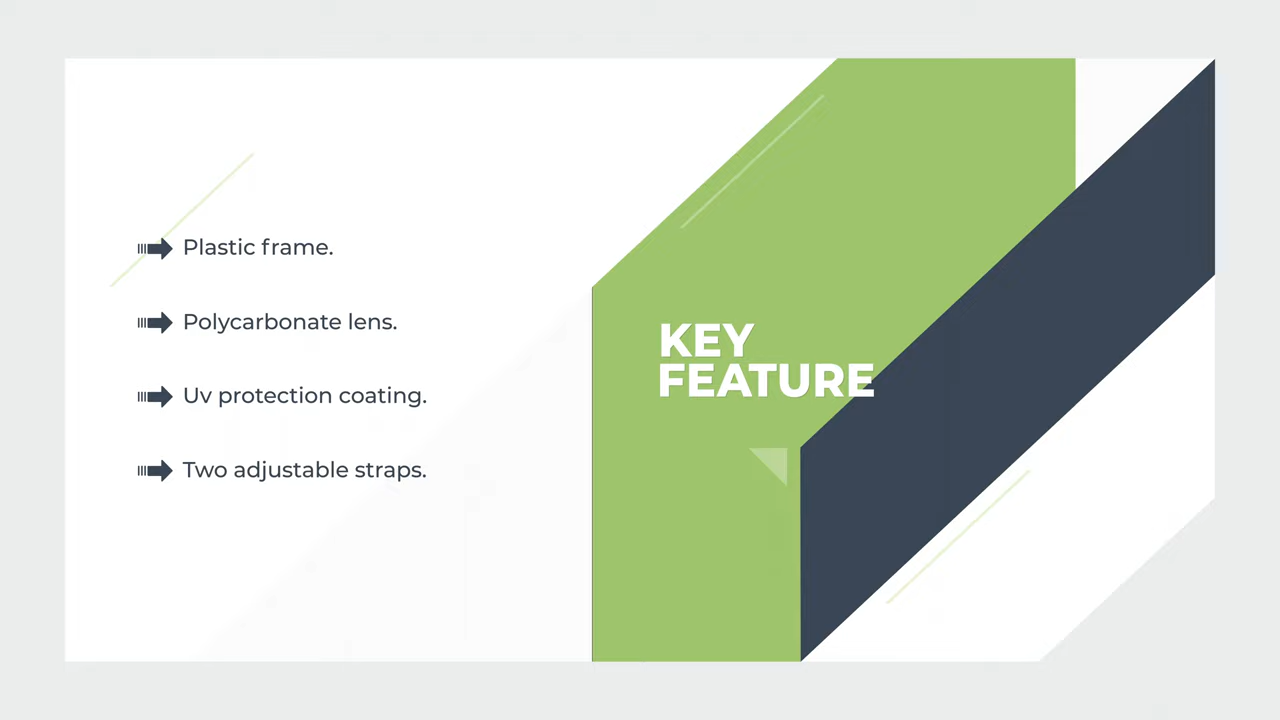 Plastic frame.
Polycarbonate lens.
Uv protection coating.
Two adjustable straps.
KEY
FEATURE